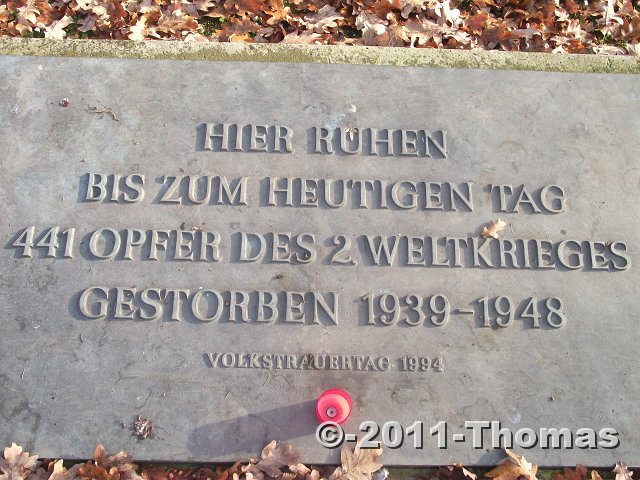 HIER RUHEN
BIS ZUM HEUTIGEN TAG
441 OPFER DES 2. WELTKRIEGES
GESTORBEN 1939-1948
VOLKSTRAUERTAG 1994
©-2011-Thomas